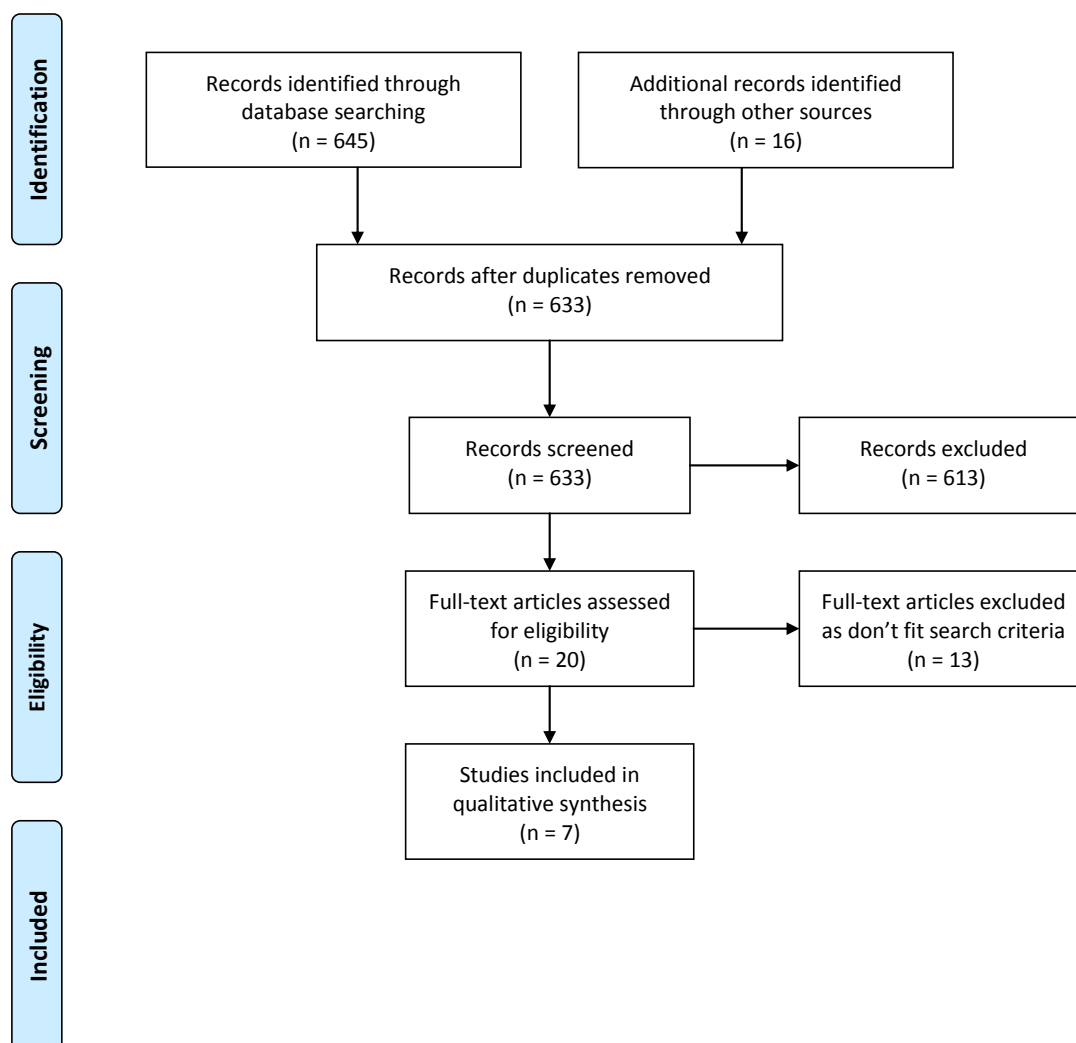 Identification
Records identified through
database searching
(n = 645)
Additional records identified
through other sources
(n = 16)
Records after duplicates removed
(n = 633)
Screening
Records screened
(n = 633)
Records excluded
(n = 613)
Eligibility
Full-text articles assessed
for eligibility
(n = 20)
Full-text articles excluded
as don’t fit search criteria
(n = 13)
Studies included in
qualitative synthesis
(n = 7)
Included